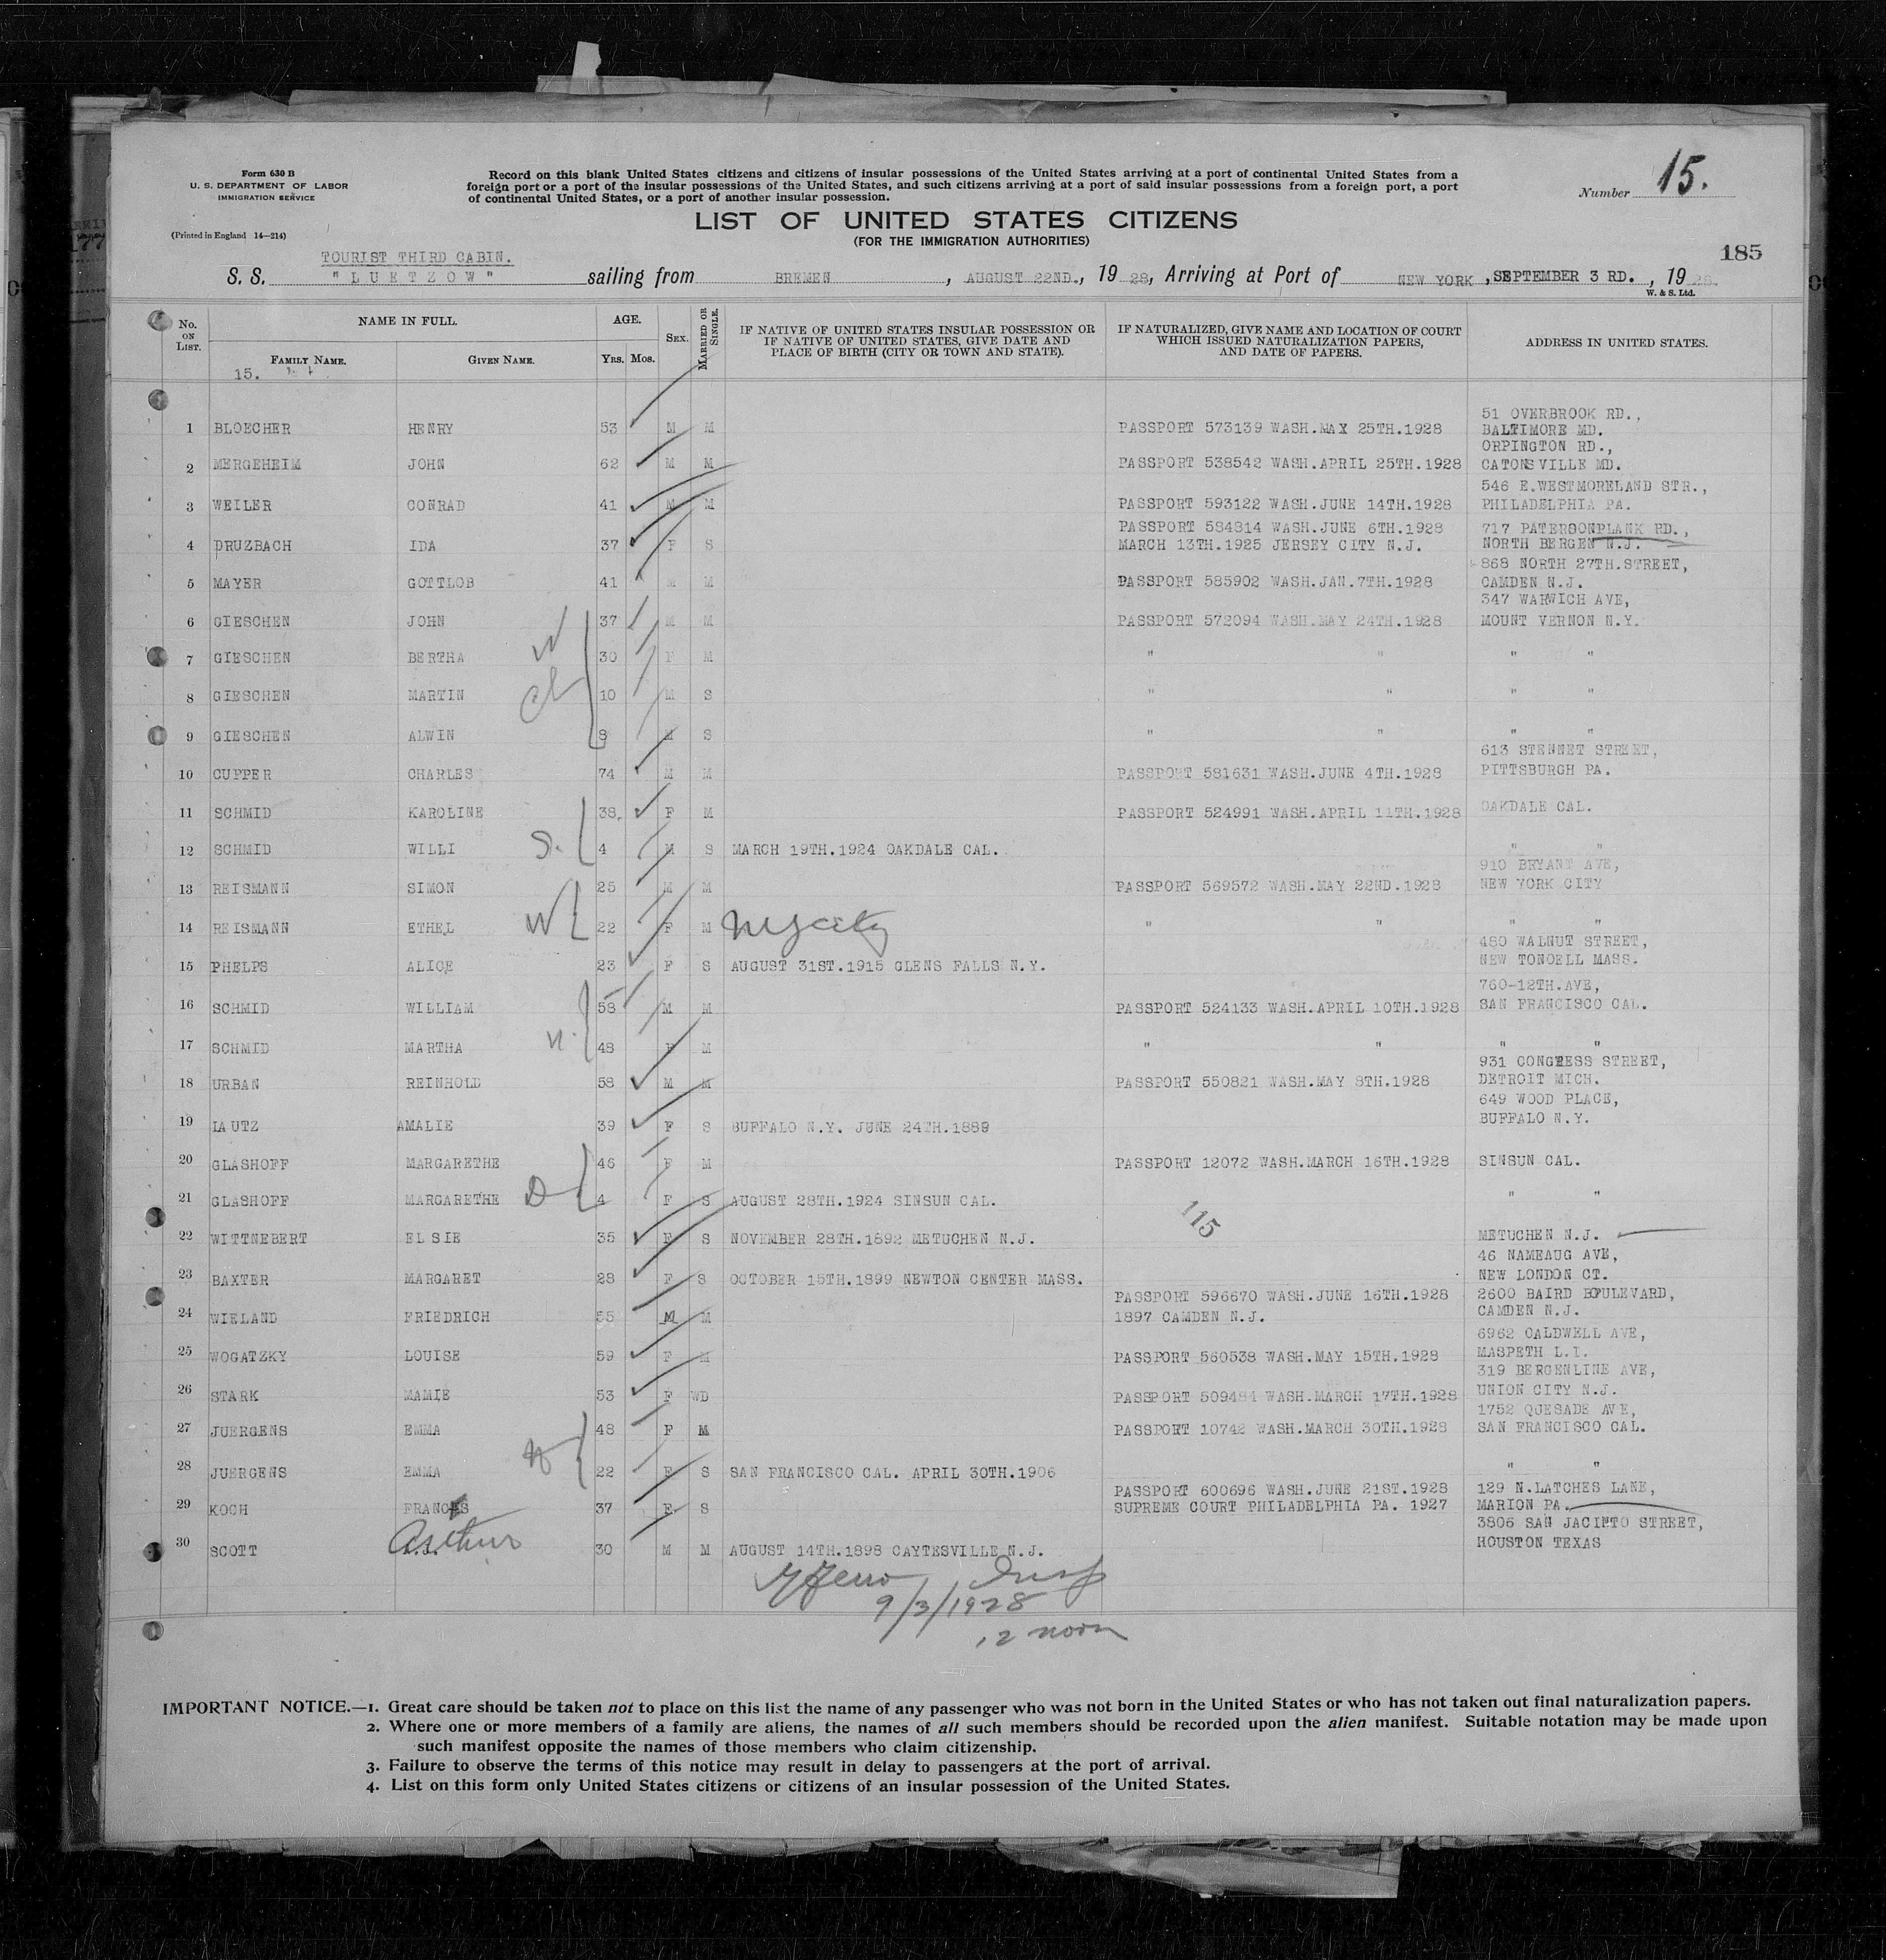 Form 630 B
U. S. DEPARTMENT OF LABOR
IMMIGRATION SERVICE
(Printed in England 14—214)
Record on this blank United States citizens and citizens of insular possessions of the United States arriving at a port of continental United States from a
foreign port or a port of the insular possessions of the United States, and such citizens arriving at a port of said insular possessions from a foreign port, a port
of continental United States, or a port of another insular possession.
Number 15.
LIST OF UNITED STATES CITIZENS
(FOR THE IMMIGRATION AUTHORITIES)
185
TOURIST THIRD CABIN.
S. S. "LUETZOW" sailing from BREMEN, AUGUST 22ND., 1928, Arriving at Port of NEW YORK, SEPTEMBER 3 RD., 1928.
W. & S. Ltd.
No. ON LIST. NAME IN FULL. AGE. SEX. MARRIED OR SINGLE. IF NATIVE OF UNITED STATES INSULAR POSSESSION OR IF NATIVE OF UNITED STATES, GIVE DATE AND PLACE OF BIRTH (CITY OR TOWN AND STATE). IF NATURALIZED, GIVE NAME AND LOCATION OF COURT WHICH ISSUED NATURALIZATION PAPERS, AND DATE OF PAPERS. ADDRESS IN UNITED STATES.
FAMILY NAME. GIVEN NAME. YRS. MOS.
15.
51 OVERBROOK RD.,
1 BLOECHER HENRY 53 M M PASSPORT 573139 WASH.MAX 25TH.1928 BALTIMORE MD.
ORPINGTON RD.,
2 MERGEHEIM JOHN 62 M M PASSPORT 538542 WASH.APRIL 25TH.1928 CATONSVILLE MD.
546 E.WESTMORELAND STR.,
3 WEILER CONRAD 41 M M PASSPORT 593122 WASH.JUNE 14TH.1928 PHILADELPHIA PA.
PASSPORT 584814 WASH.JUNE 6TH.1928 717 PATERSONPLANK RD.,
4 DRUZBACH IDA 37 F S MARCH 13TH.1925 JERSEY CITY N.J. NORTH BERGEN N.J.
868 NORTH 27TH.STREET,
5 MAYER GOTTLOB 41 M M PASSPORT 585902 WASH.JAN.7TH.1928 CAMDEN N.J.
347 WARWICH AVE,
6 GIESCHEN JOHN 37 M M PASSPORT 572094 WASH.MAY 24TH.1928 MOUNT VERNON N.Y.
7 GIESCHEN BERTHA W 30 F M " " " "
8 GIESCHEN MARTIN Ch 10 M S " " " "
9 GIESCHEN ALWIN 8 M S " " " "
613 STENNET STREET,
10 CUPPER CHARLES 74 M M PASSPORT 581631 WASH.JUNE 4TH.1928 PITTSBURGH PA.
11 SCHMID KAROLINE 38. F M PASSPORT 524991 WASH.APRIL 11TH.1928 OAKDALE CAL.
12 SCHMID WILLI S. 4 M S MARCH 19TH.1924 OAKDALE CAL. " "
910 BRYANT AVE,
13 REISMANN SIMON 25 M M PASSPORT 569572 WASH.MAY 22ND.1928 NEW YORK CITY
14 REISMANN ETHEL W 22 F M NYcity " " " "
480 WALNUT STREET,
15 PHELPS ALICE 23 F S AUGUST 31ST.1915 GLENS FALLS N.Y. NEW TONOELL MASS.
760-12TH.AVE,
16 SCHMID WILLIAM 58 M M PASSPORT 524133 WASH.APRIL 10TH.1928 SAN FRANCISCO CAL.
17 SCHMID MARTHA 48 F M " " " "
931 CONGRESS STREET,
18 URBAN REINHOLD 58 M M PASSPORT 550821 WASH.MAY 8TH.1928 DETROIT MICH.
649 WOOD PLACE,
19 LAUTZ AMALIE 39 F S BUFFALO N.Y. JUNE 24TH.1889 BUFFALO N.Y.
20 GLASHOFF MARGARETHE 46 F M PASSPORT 12072 WASH.MARCH 16TH.1928 SINSUN CAL.
21 GLASHOFF MARGARETHE D 4 F S AUGUST 28TH.1924 SINSUN CAL. " "
115
22 WITTNEBERT ELSIE 35 F S NOVEMBER 28TH.1892 METUCHEN N.J. METUCHEN N.J.
46 NAMEAUG AVE,
23 BAXTER MARGARET 28 F S OCTOBER 15TH.1899 NEWTON CENTER MASS. NEW LONDON CT.
PASSPORT 596670 WASH.JUNE 16TH.1928 2600 BAIRD BOULEVARD,
24 WIELAND FRIEDRICH 55 M M 1897 CAMDEN N.J. CAMDEN N.J.
6962 CALDWELL AVE,
25 WOGATZKY LOUISE 59 F M PASSPORT 560538 WASH.MAY 15TH.1928 MASPETH L.I.
319 BERGENLINE AVE,
26 STARK MAMIE 53 F WD PASSPORT 509484 WASH.MARCH 17TH.1928 UNION CITY N.J.
1752 QUESADE AVE,
27 JUERGENS EMMA 48 F M PASSPORT 10742 WASH.MARCH 30TH.1928 SAN FRANCISCO CAL.
28 JUERGENS EMMA 22 F S SAN FRANCISCO CAL. APRIL 30TH.1906 " "
PASSPORT 600696 WASH.JUNE 21ST.1928 129 N.LATCHES LANE,
29 KOCH FRANCES 37 F S SUPREME COURT PHILADELPHIA PA. 1927 MARION PA.
3806 SAN JACINTO STREET,
30 SCOTT Arthur 30 M M AUGUST 14TH.1898 CAYTESVILLE N.J. HOUSTON TEXAS
Insp
9/3/1928
12 noon
IMPORTANT NOTICE.—1. Great care should be taken not to place on this list the name of any passenger who was not born in the United States or who has not taken out final naturalization papers.
2. Where one or more members of a family are aliens, the names of all such members should be recorded upon the alien manifest. Suitable notation may be made upon
such manifest opposite the names of those members who claim citizenship.
3. Failure to observe the terms of this notice may result in delay to passengers at the port of arrival.
4. List on this form only United States citizens or citizens of an insular possession of the United States.